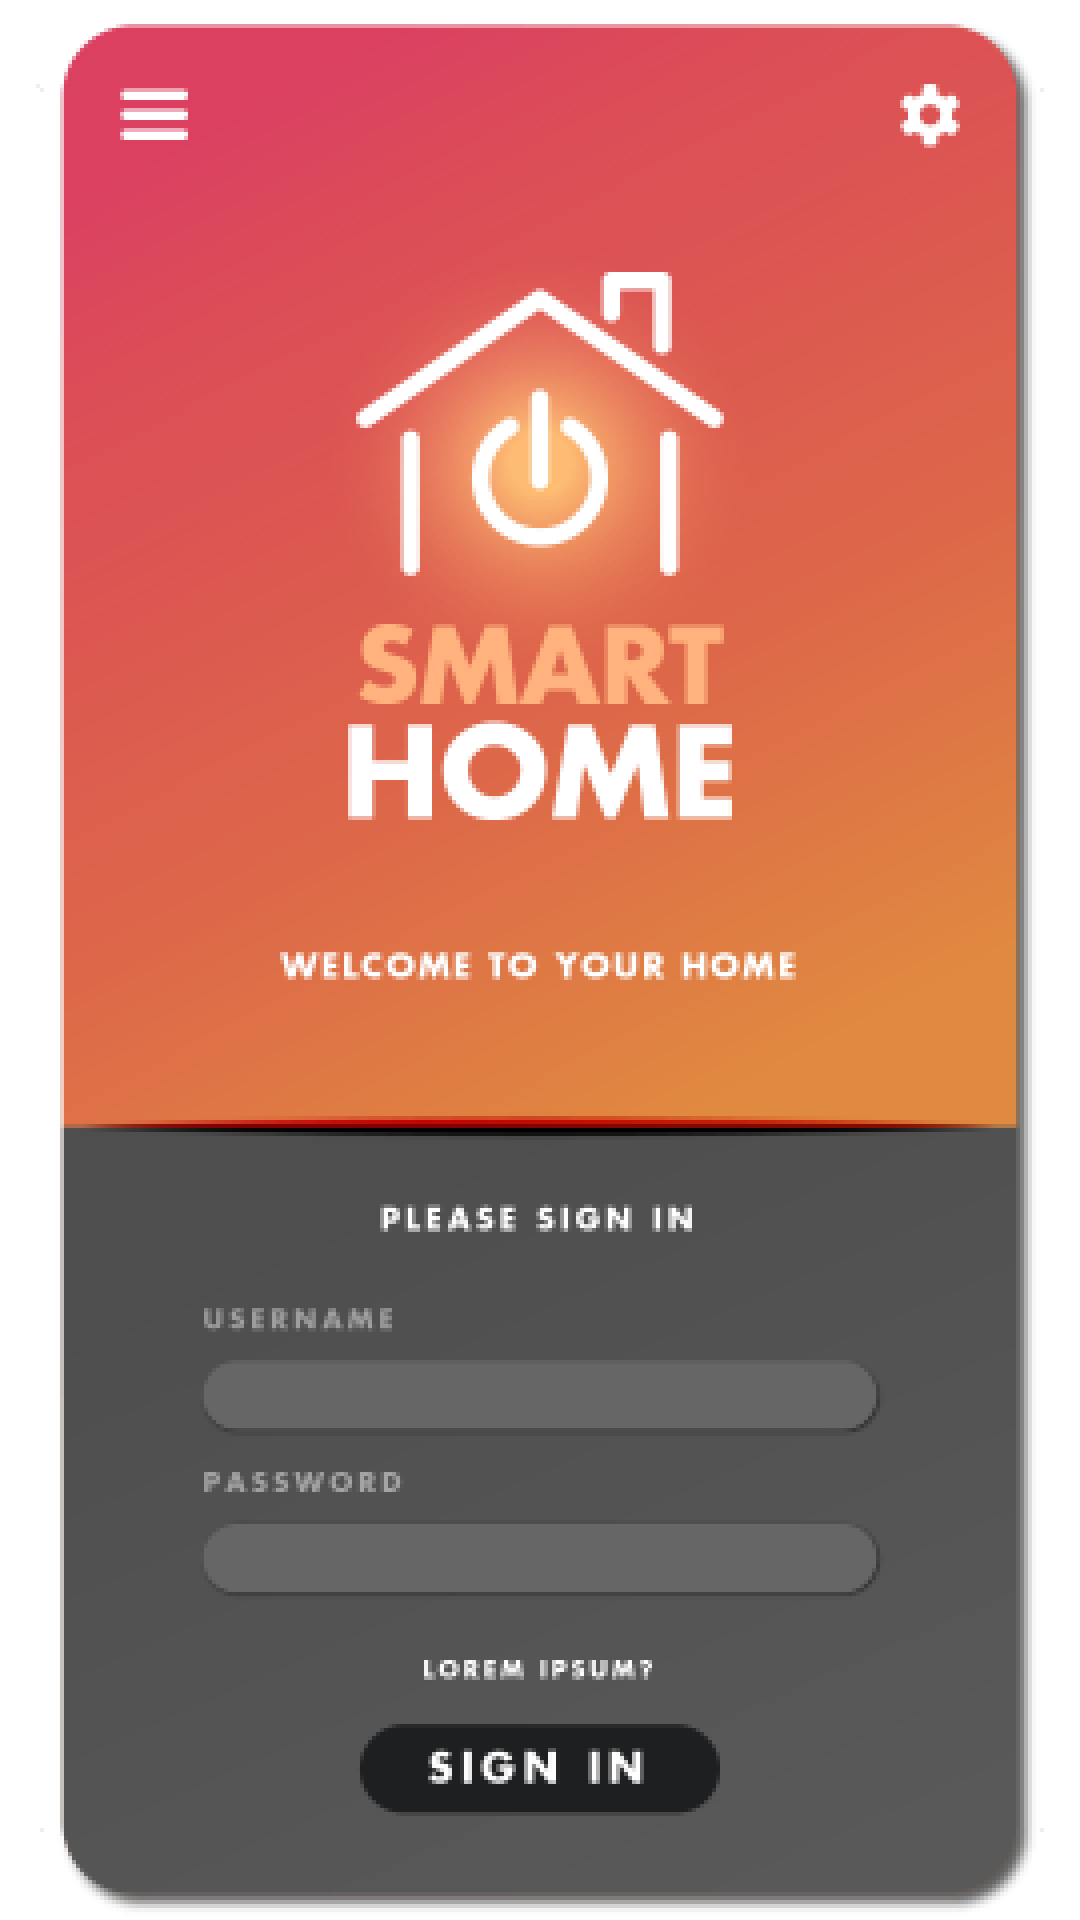 SMART
HOME
WELCOME TO YOUR HOME
PLEASE SIGN IN
USERNAME
PASSWORD
LOREM IPSUM?
SIGN IN